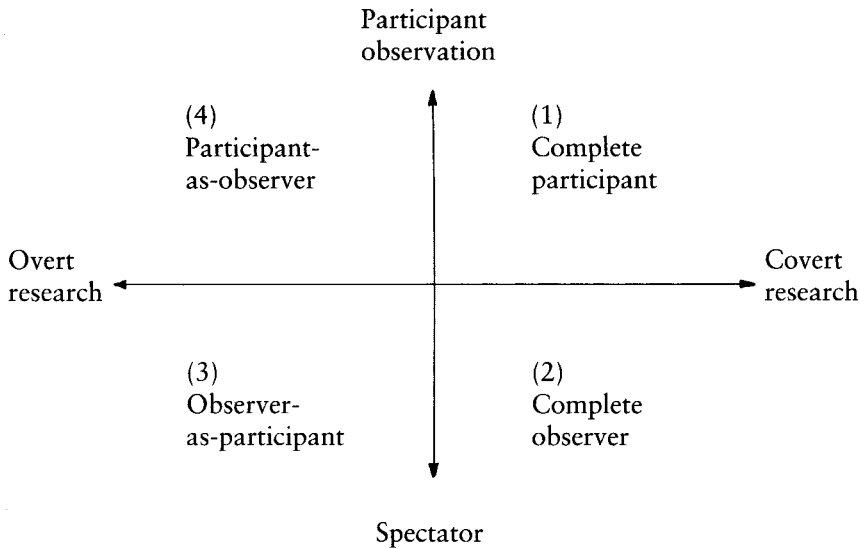 Participant
observation
(4)
Participant-
as-observer
(1)
Complete
participant
Overt
research
Covert
research
(3)
Observer-
as-participant
(2)
Complete
observer
Spectator